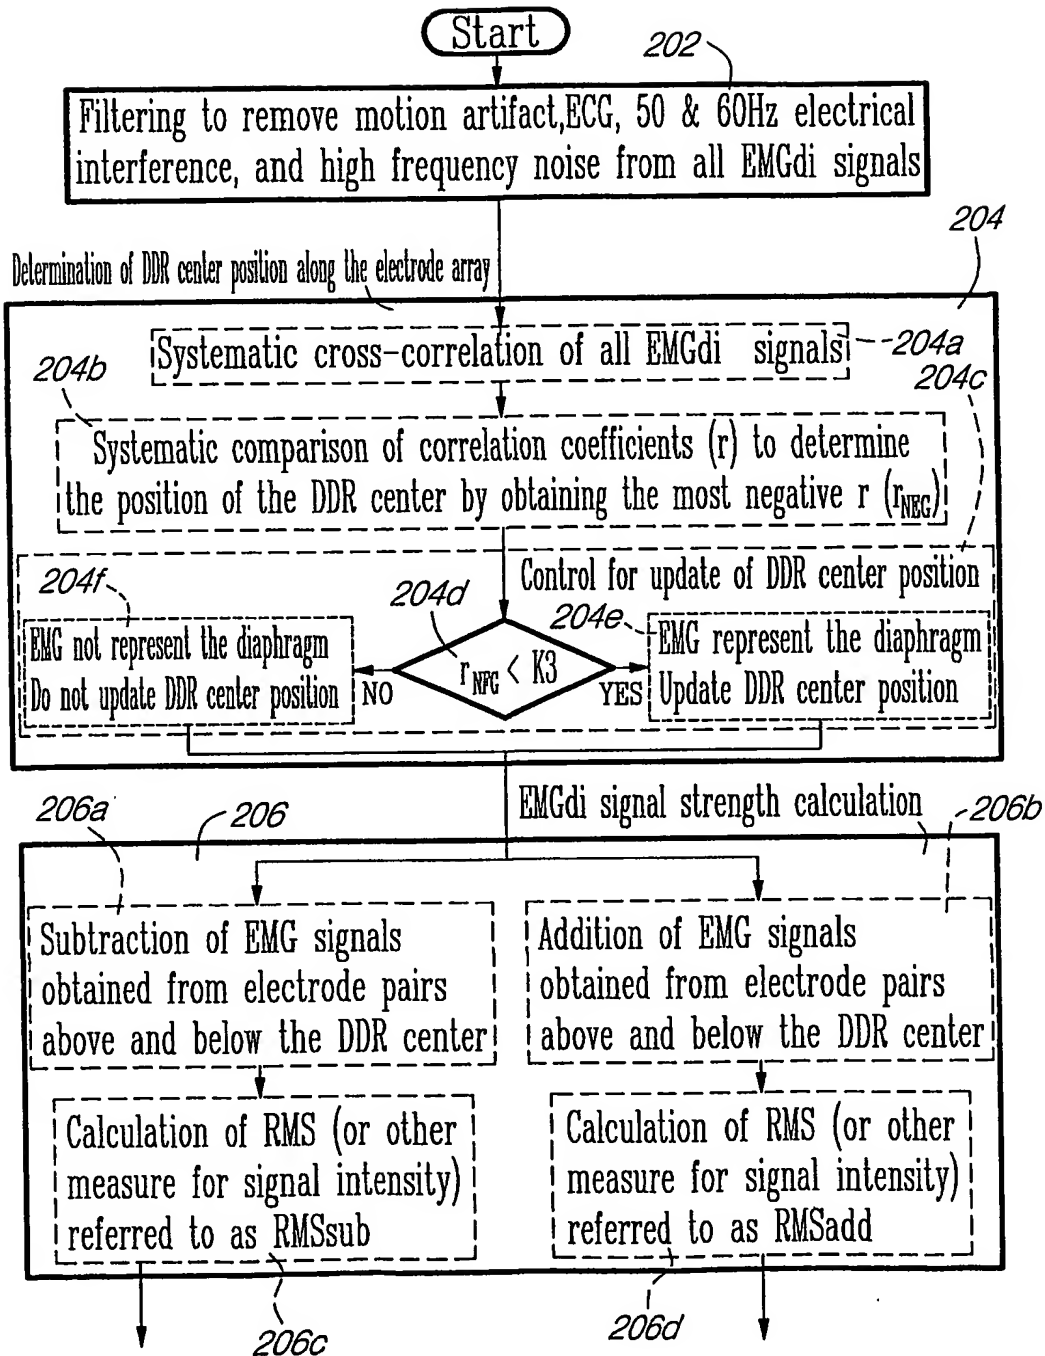 Start
202
Filtering to remove motion artifact,ECG, 50 & 60Hz electrical
interference, and high frequency noise from all EMGdi signals
204
Determination of DDR center position along the electrode array
Systematic cross-correlation of all EMGdi signals
204a
204b
204c
Systematic comparison of correlation coefficients (r) to determine
the position of the DDR center by obtaining the most negative r (rNEG)
Control for update of DDR center position
204f
204d
204e
EMG not represent the diaphragm
Do not update DDR center position
NO
rNEG < K3
YES
EMG represent the diaphragm
Update DDR center position
EMGdi signal strength calculation
206a
206
206b
Subtraction of EMG signals
obtained from electrode pairs
above and below the DDR center
Addition of EMG signals
obtained from electrode pairs
above and below the DDR center
Calculation of RMS (or other
measure for signal intensity)
referred to as RMSsub
Calculation of RMS (or other
measure for signal intensity)
referred to as RMSadd
206c
206d